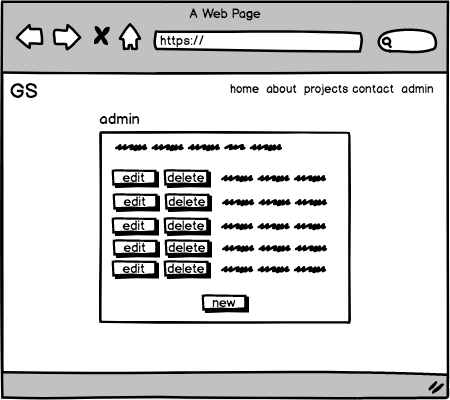 A Web Page
https://
GS
home about projects contact admin
admin
edit delete
edit delete
edit delete
edit delete
edit delete
new